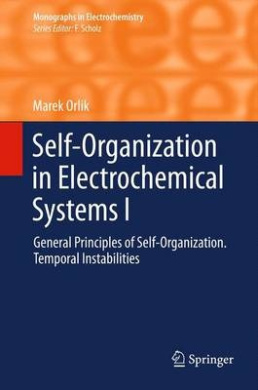 Monographs in Electrochemistry
Series Editor: F. Scholz
Marek Orlik
Self-Organization
in Electrochemical
Systems I
General Principles of Self-Organization.
Temporal Instabilities
Springer